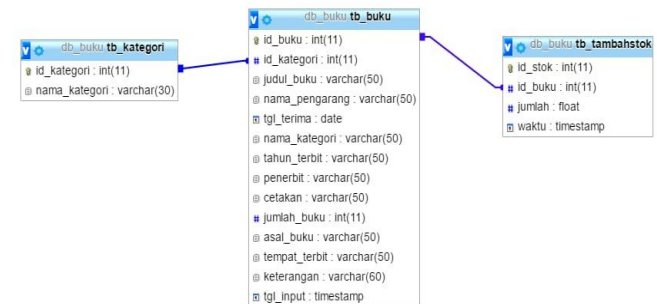 db_buku tb_kategori
id_kategori : int(11)
nama_kategori : varchar(30)
db_buku tb_buku
id_buku : int(11)
id_kategori : int(11)
judul_buku : varchar(50)
nama_pengarang : varchar(50)
tgl_terima : date
nama_kategori : varchar(50)
tahun_terbit : varchar(50)
penerbit : varchar(50)
cetakan : varchar(50)
jumlah_buku : int(11)
asal_buku : varchar(50)
tempat_terbit : varchar(50)
keterangan : varchar(60)
tgl_input : timestamp
db_buku tb_tambahstok
id_stok : int(11)
id_buku : int(11)
jumlah : float
waktu : timestamp